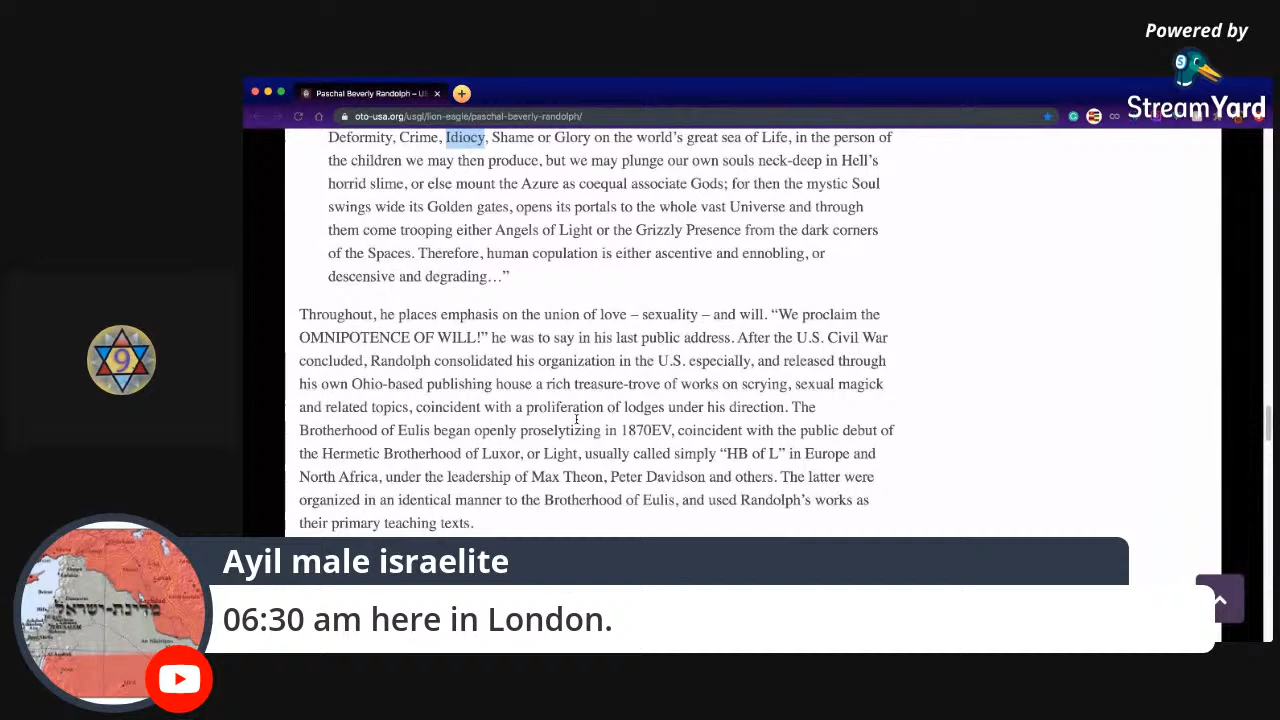 Powered by
StreamYard
Paschal Beverly Randolph – US
oto-usa.org/usgl/lion-eagle/paschal-beverly-randolph/
Deformity, Crime, Idiocy, Shame or Glory on the world's great sea of Life, in the person of
the children we may then produce, but we may plunge our own souls neck-deep in Hell's
horrid slime, or else mount the Azure as coequal associate Gods; for then the mystic Soul
swings wide its Golden gates, opens its portals to the whole vast Universe and through
them come trooping either Angels of Light or the Grizzly Presence from the dark corners
of the Spaces. Therefore, human copulation is either ascentive and ennobling, or
descensive and degrading…”
Throughout, he places emphasis on the union of love – sexuality – and will. “We proclaim the
OMNIPOTENCE OF WILL!” he was to say in his last public address. After the U.S. Civil War
concluded, Randolph consolidated his organization in the U.S. especially, and released through
his own Ohio-based publishing house a rich treasure-trove of works on scrying, sexual magick
and related topics, coincident with a proliferation of lodges under his direction. The
Brotherhood of Eulis began openly proselytizing in 1870EV, coincident with the public debut of
the Hermetic Brotherhood of Luxor, or Light, usually called simply “HB of L” in Europe and
North Africa, under the leadership of Max Theon, Peter Davidson and others. The latter were
organized in an identical manner to the Brotherhood of Eulis, and used Randolph's works as
their primary teaching texts.
9
Ayil male israelite
06:30 am here in London.
מדינת-ישראל